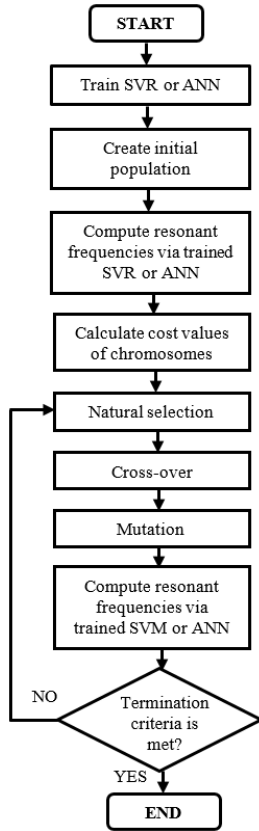 START
Train SVR or ANN
Create initial
population
Compute resonant
frequencies via trained
SVR or ANN
Calculate cost values
of chromosomes
Natural selection
Cross-over
Mutation
Compute resonant
frequencies via
trained SVM or ANN
NO
Termination
criteria is
met?
YES
END